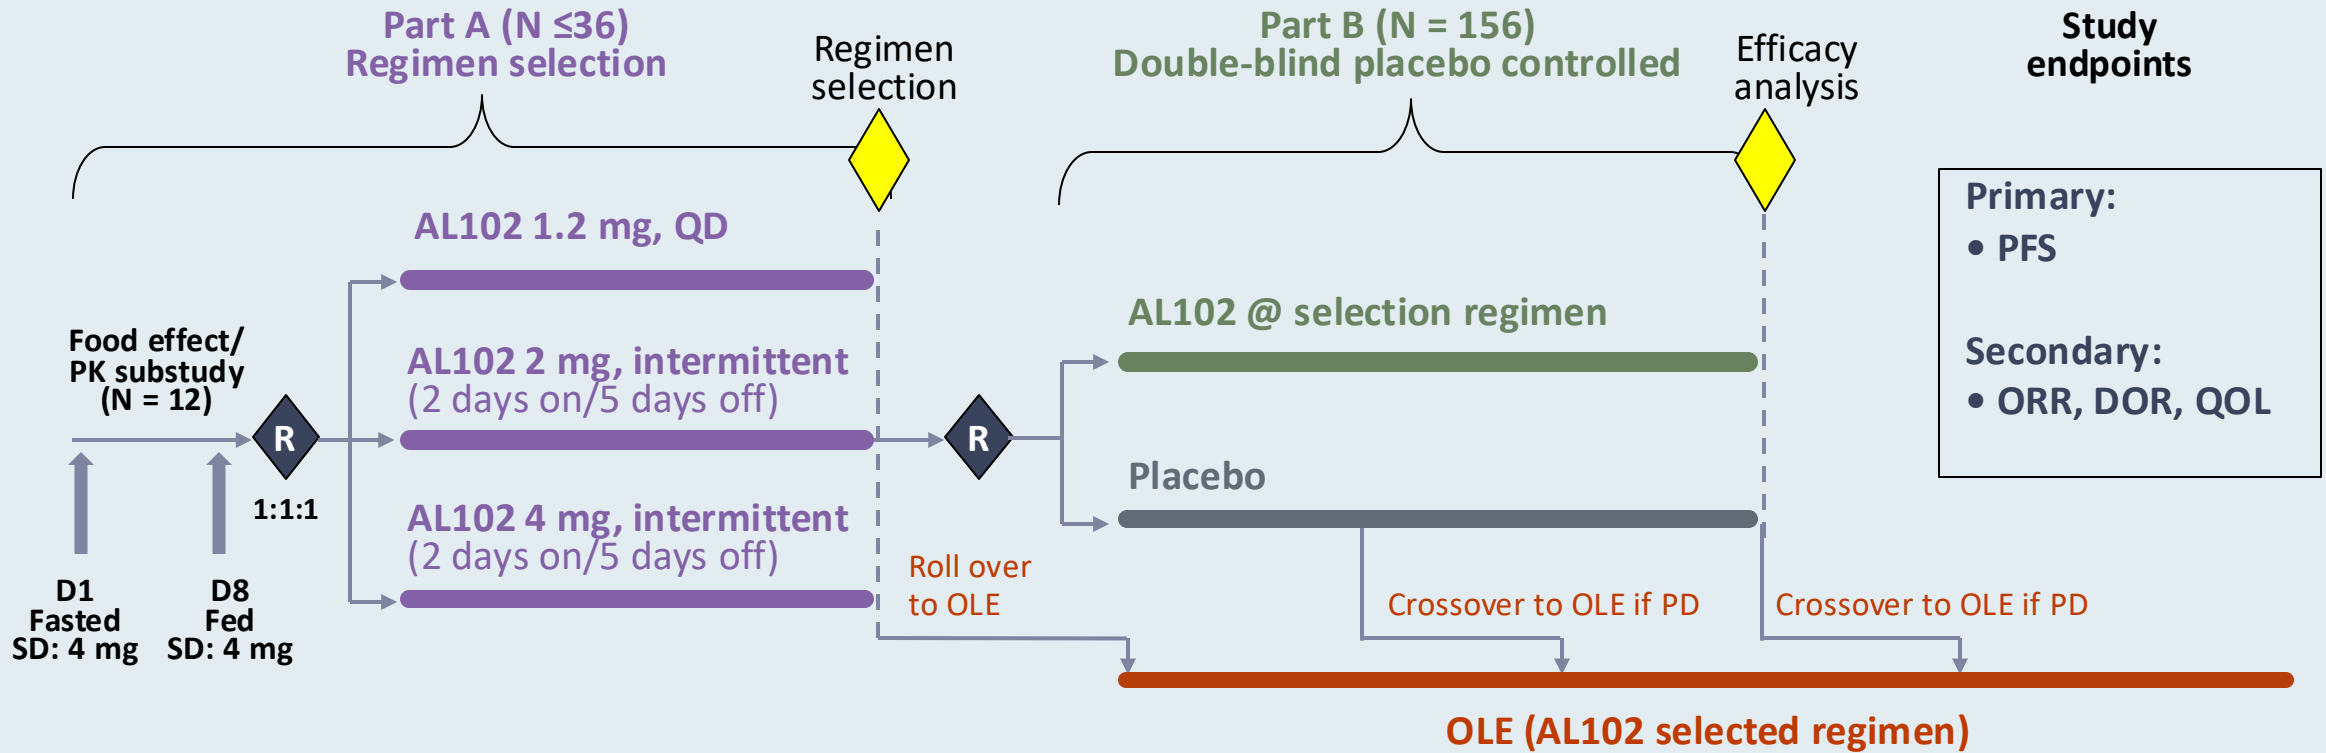 Part A (N ≤36)
Regimen selection
Regimen
selection
Part B (N = 156)
Double-blind placebo controlled
Efficacy
analysis
Study
endpoints
Food effect/
PK substudy
(N = 12)
D1
Fasted
SD: 4 mg
D8
Fed
SD: 4 mg
R
1:1:1
AL102 1.2 mg, QD
AL102 2 mg, intermittent
(2 days on/5 days off)
AL102 4 mg, intermittent
(2 days on/5 days off)
R
AL102 @ selection regimen
Placebo
Roll over
to OLE
Crossover to OLE if PD
Crossover to OLE if PD
OLE (AL102 selected regimen)
Primary:
• PFS
Secondary:
• ORR, DOR, QOL